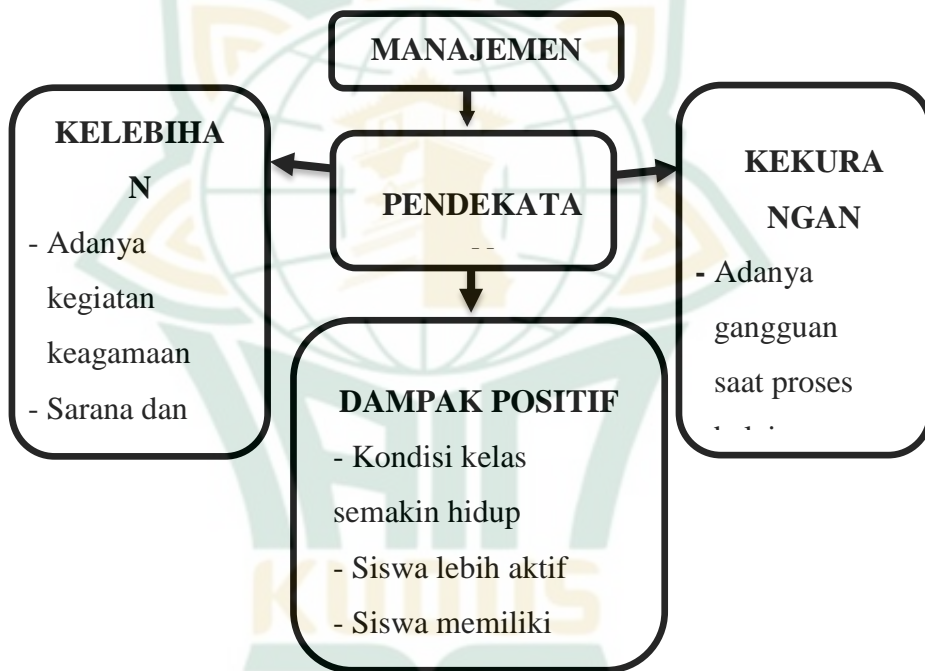 MANAJEMEN
KELEBIHA
N
- Adanya
kegiatan
keagamaan
- Sarana dan
PENDEKATA
KEKURA
NGAN
- Adanya
gangguan
saat proses
DAMPAK POSITIF
- Kondisi kelas
semakin hidup
- Siswa lebih aktif
- Siswa memiliki
KUDUS